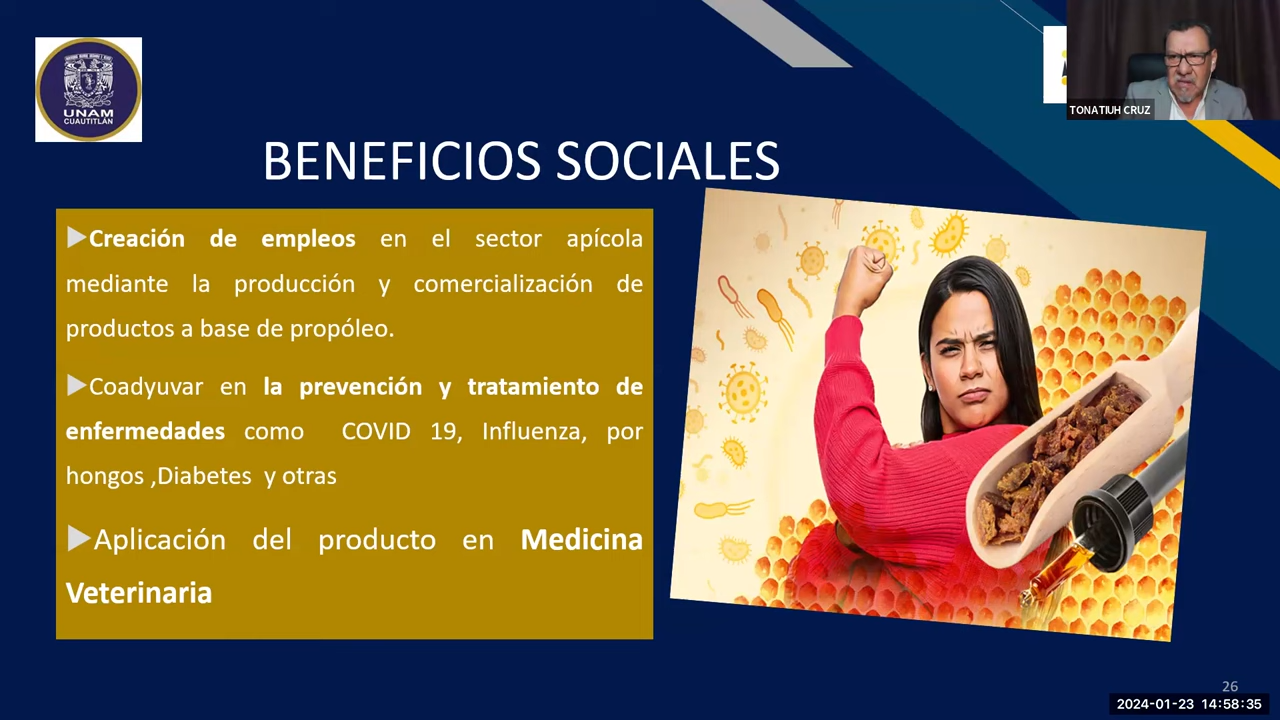 UNAM
CUAUTITLÁN
TONATIUH CRUZ
BENEFICIOS SOCIALES
▶Creación de empleos en el sector apícola
mediante la producción y comercialización de
productos a base de propóleo.
▶Coadyuvar en la prevención y tratamiento de
enfermedades como COVID 19, Influenza, por
hongos ,Diabetes y otras
▶Aplicación del producto en Medicina
Veterinaria
26
2024-01-23 14:58:35